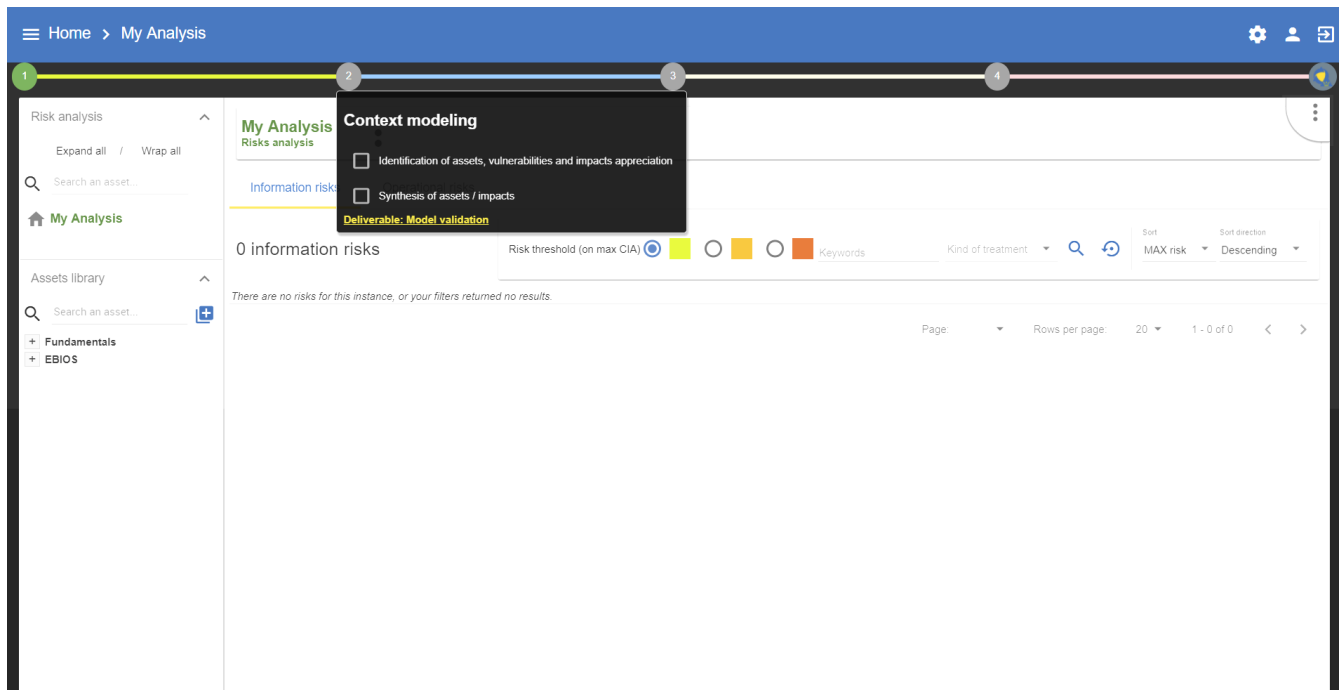 Home > My Analysis
1 2 3 4
Risk analysis
Expand all / Wrap all
Search an asset...
My Analysis
Assets library
Search an asset...
+ Fundamentals
+ EBIOS
My Analysis
Risks analysis
Context modeling
Identification of assets, vulnerabilities and impacts appreciation
Synthesis of assets / impacts
Deliverable: Model validation
Information risks
0 information risks
Risk threshold (on max CIA)
Keywords
Kind of treatment
Sort
MAX risk
Sort direction
Descending
There are no risks for this instance, or your filters returned no results.
Page: Rows per page: 20 1 - 0 of 0